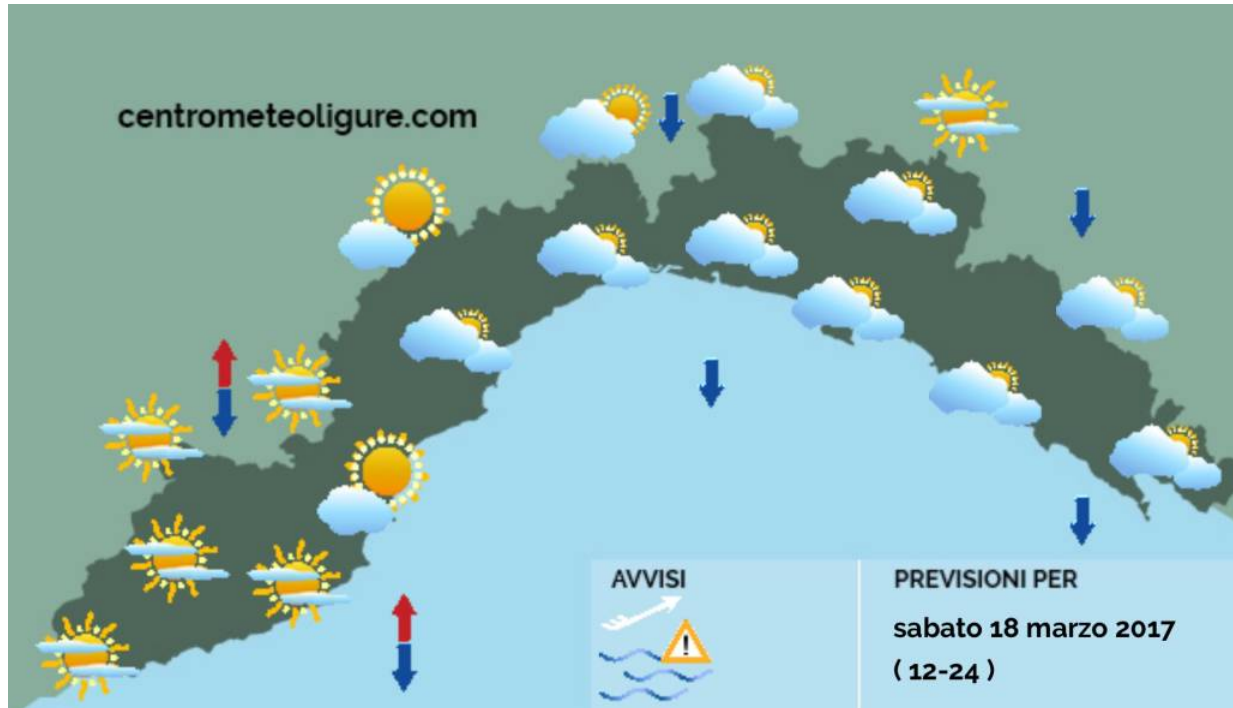 centrometeoligure.com
AVVISI
PREVISIONI PER
sabato 18 marzo 2017
( 12-24 )